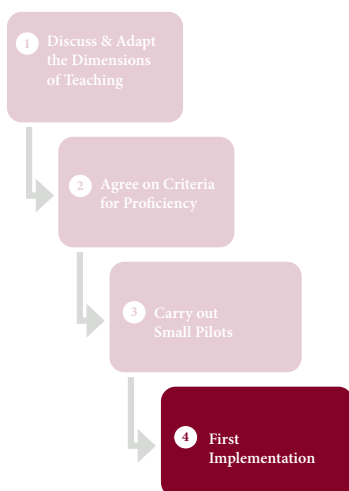 1 Discuss & Adapt
the Dimensions
of Teaching
2 Agree on Criteria
for Proficiency
3 Carry out
Small Pilots
4 First
Implementation